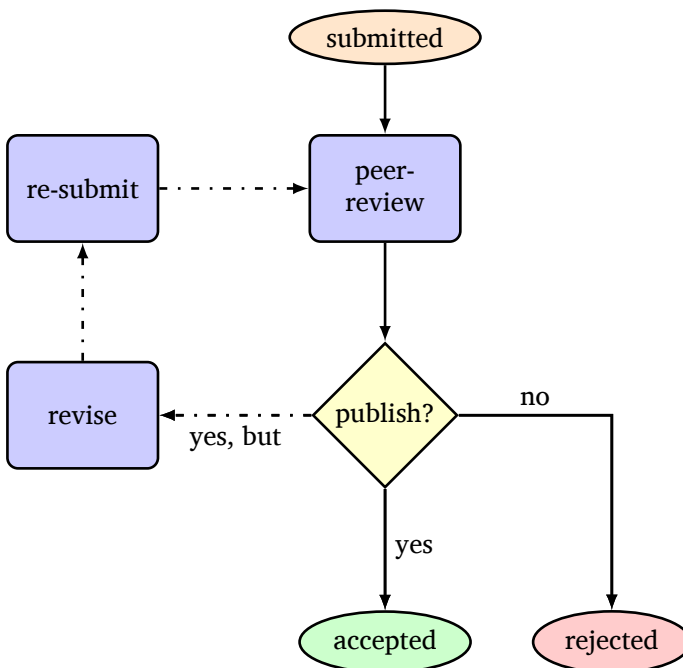 submitted
re-submit
peer-
review
revise
publish?
no
yes, but
yes
accepted
rejected